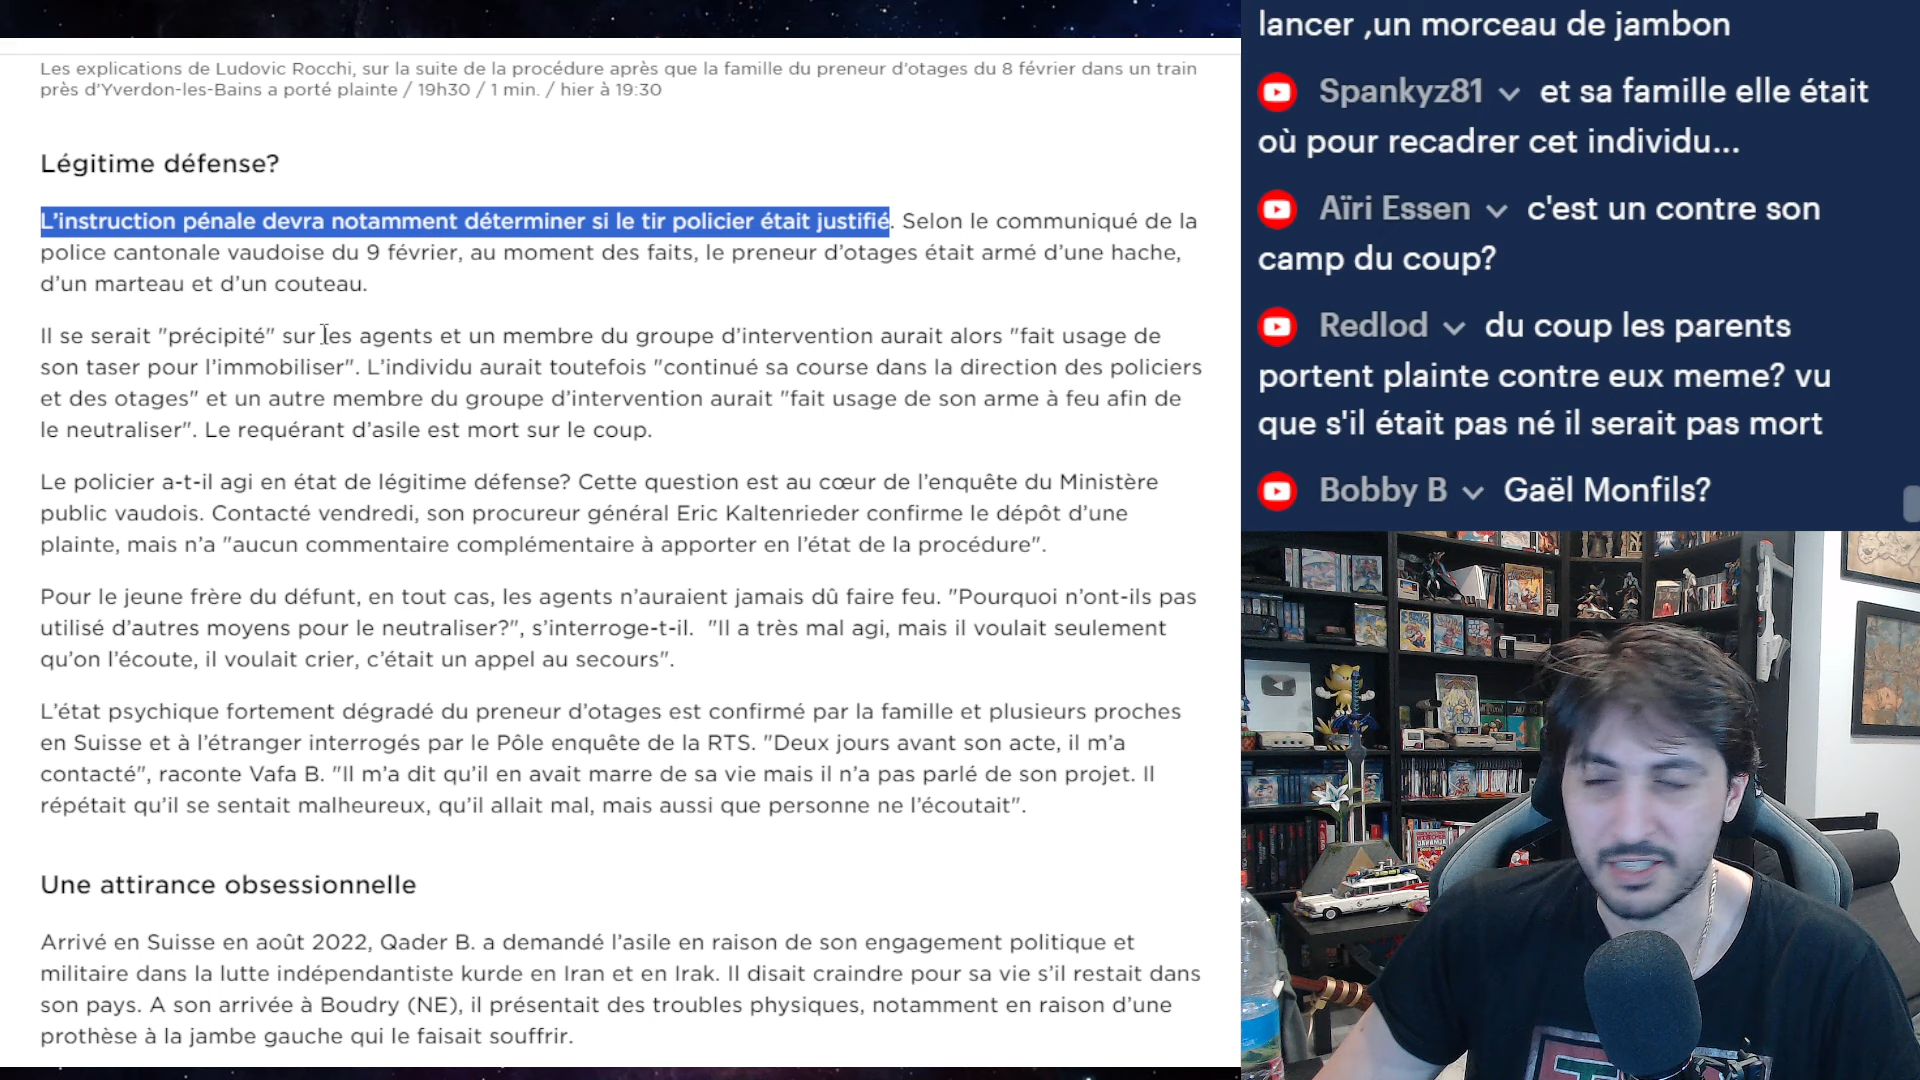 Les explications de Ludovic Rocchi, sur la suite de la procédure après que la famille du preneur d'otages du 8 février dans un train
près d'Yverdon-les-Bains a porté plainte / 19h30 / 1 min. / hier à 19:30
Légitime défense?
L'instruction pénale devra notamment déterminer si le tir policier était justifié. Selon le communiqué de la
police cantonale vaudoise du 9 février, au moment des faits, le preneur d'otages était armé d'une hache,
d'un marteau et d'un couteau.
Il se serait "précipité" sur les agents et un membre du groupe d'intervention aurait alors "fait usage de
son taser pour l'immobiliser". L'individu aurait toutefois "continué sa course dans la direction des policiers
et des otages" et un autre membre du groupe d'intervention aurait "fait usage de son arme à feu afin de
le neutraliser". Le requérant d'asile est mort sur le coup.
Le policier a-t-il agi en état de légitime défense? Cette question est au cœur de l'enquête du Ministère
public vaudois. Contacté vendredi, son procureur général Eric Kaltenrieder confirme le dépôt d'une
plainte, mais n'a "aucun commentaire complémentaire à apporter en l'état de la procédure".
Pour le jeune frère du défunt, en tout cas, les agents n'auraient jamais dû faire feu. "Pourquoi n'ont-ils pas
utilisé d'autres moyens pour le neutraliser?", s'interroge-t-il. "Il a très mal agi, mais il voulait seulement
qu'on l'écoute, il voulait crier, c'était un appel au secours".
L'état psychique fortement dégradé du preneur d'otages est confirmé par la famille et plusieurs proches
en Suisse et à l'étranger interrogés par le Pôle enquête de la RTS. "Deux jours avant son acte, il m'a
contacté", raconte Vafa B. "Il m'a dit qu'il en avait marre de sa vie mais il n'a pas parlé de son projet. Il
répétait qu'il se sentait malheureux, qu'il allait mal, mais aussi que personne ne l'écoutait".
Une attirance obsessionnelle
Arrivé en Suisse en août 2022, Qader B. a demandé l'asile en raison de son engagement politique et
militaire dans la lutte indépendantiste kurde en Iran et en Irak. Il disait craindre pour sa vie s'il restait dans
son pays. A son arrivée à Boudry (NE), il présentait des troubles physiques, notamment en raison d'une
prothèse à la jambe gauche qui le faisait souffrir.
lancer ,un morceau de jambon
Spankyz81 et sa famille elle était
où pour recadrer cet individu...
Aïri Essen c'est un contre son
camp du coup?
Redlod du coup les parents
portent plainte contre eux meme? vu
que s'il était pas né il serait pas mort
Bobby B Gaël Monfils?